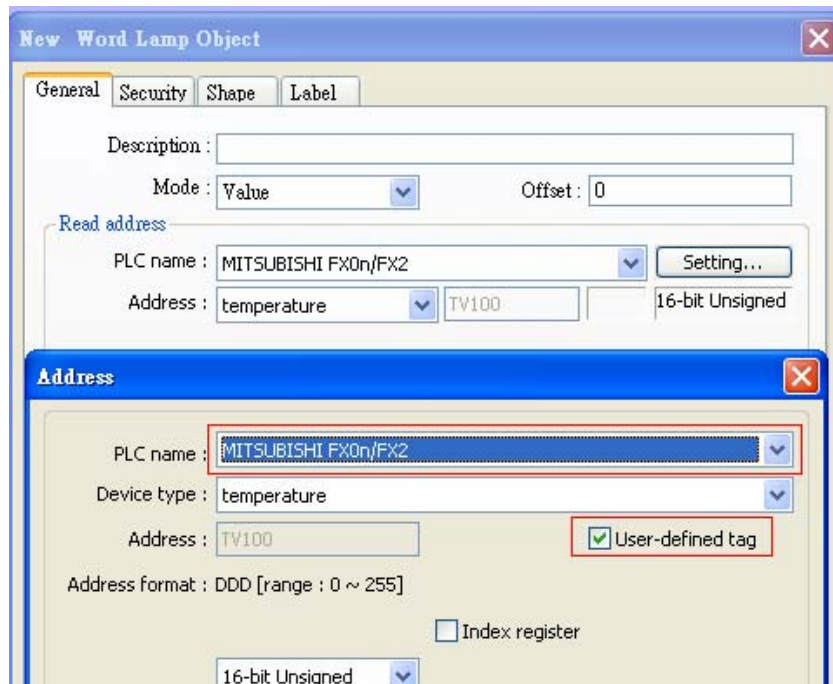 New Word Lamp Object
General Security Shape Label
Description :
Mode : Value Offset : 0
Read address
PLC name : MITSUBISHI FX0n/FX2 Setting...
Address : temperature TV100 16-bit Unsigned
Address
PLC name : MITSUBISHI FX0n/FX2
Device type : temperature
Address : TV100 User-defined tag
Address format : DDD [range : 0 ~ 255]
Index register
16-bit Unsigned